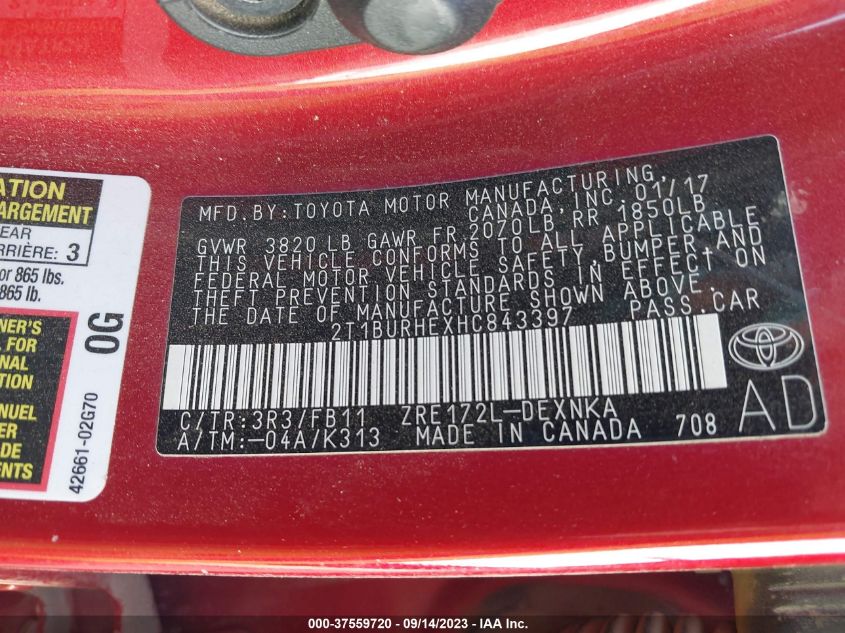 ATION
ARGEMENT
EAR
RRIÈRE: 3
or 865 lbs.
865 lb.
NER'S
FOR
NAL
TION
NUEL
DE
ENTS
OG
42661-02G70
MFD. BY: TOYOTA MOTOR MANUFACTURING,
CANADA, INC. 01/17
GVWR 3820 LB GAWR FR 2070LB RR 1850LB
THIS VEHICLE CONFORMS TO ALL APPLICABLE
FEDERAL MOTOR VEHICLE SAFETY, BUMPER, AND
THEFT PREVENTION STANDARDS IN EFFECT ON
THE DATE OF MANUFACTURE SHOWN ABOVE.
2T1BURHEXHC843397 PASS. CAR
C/TR: 3R3/FB11 ZRE172L-DEXNKA
A/TM: -04A/K313 MADE IN CANADA 708
AD
000-37559720 - 09/14/2023 - IAA Inc.